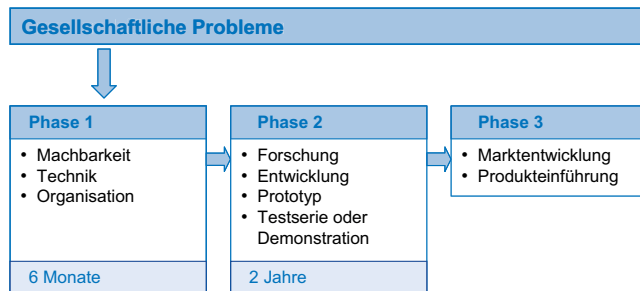 Gesellschaftliche Probleme
Phase 1
• Machbarkeit
• Technik
• Organisation
6 Monate
Phase 2
• Forschung
• Entwicklung
• Prototyp
• Testserie oder
Demonstration
2 Jahre
Phase 3
• Marktentwicklung
• Produkteinführung